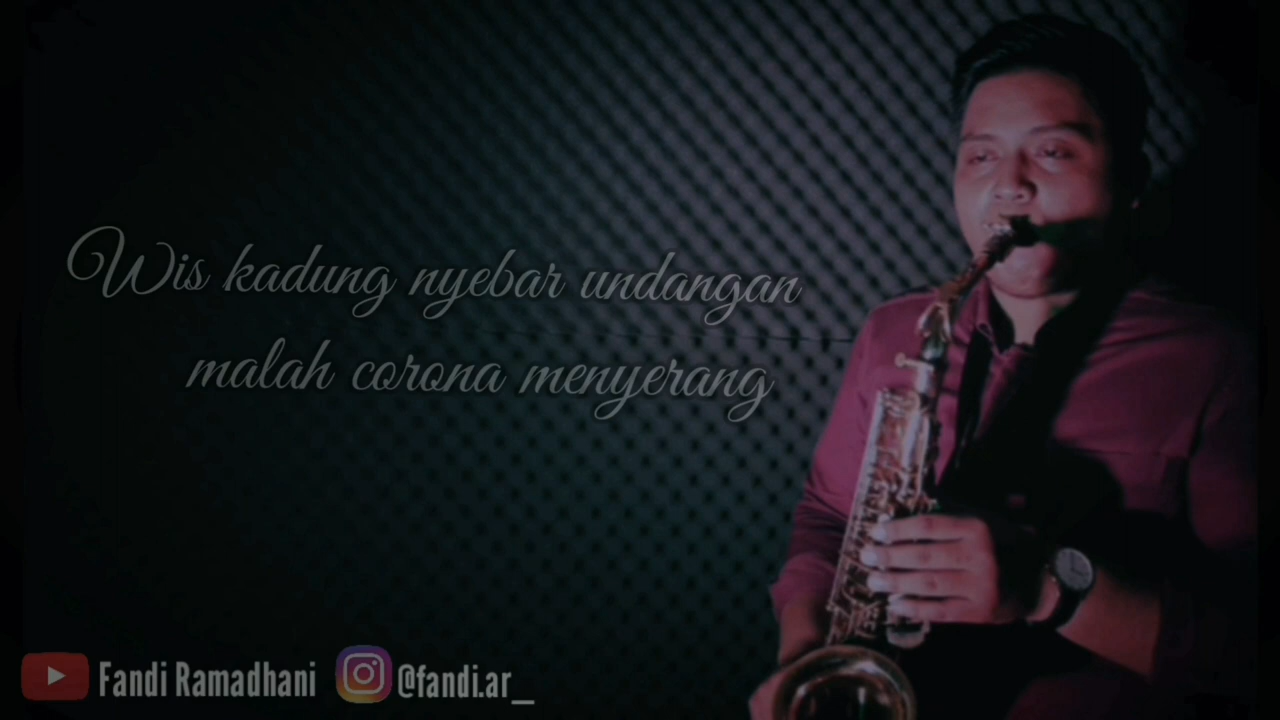 Wis kadung nyebar undangan
malah corona menyerang
Fandi Ramadhani @fandi.ar_